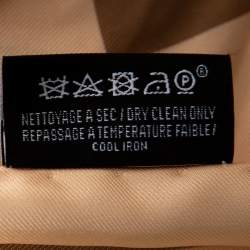 P ®
NETTOYAGE A SEC / DRY CLEAN ONLY
REPASSAGE A TEMPERATURE FAIBLE /
COOL IRON